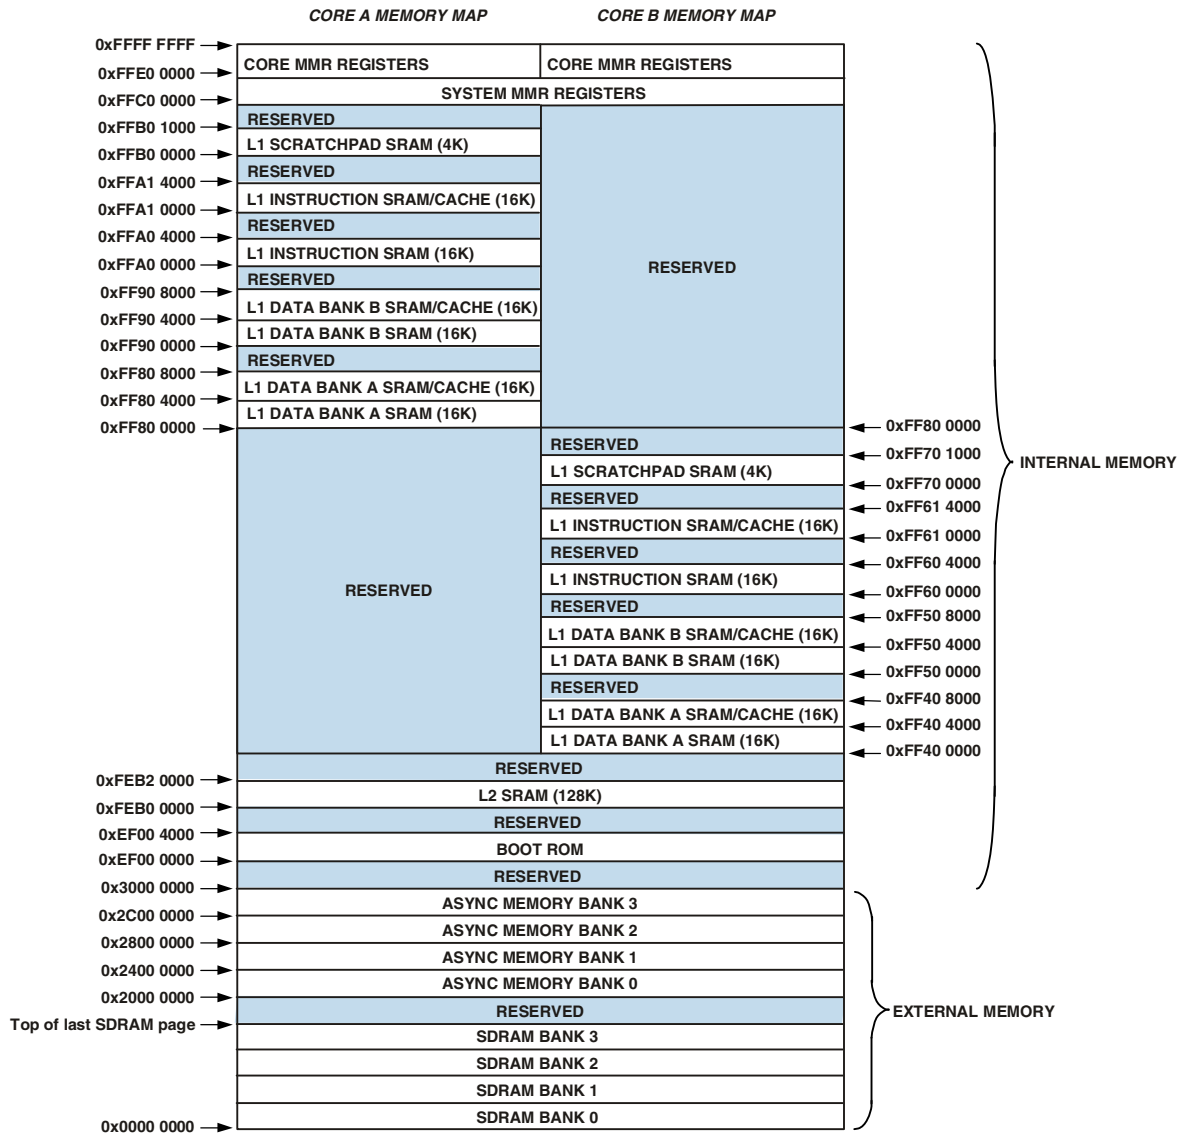 CORE A MEMORY MAP
CORE B MEMORY MAP
0xFFFF FFFF
CORE MMR REGISTERS
CORE MMR REGISTERS
0xFFE0 0000
SYSTEM MMR REGISTERS
0xFFC0 0000
RESERVED
0xFFB0 1000
L1 SCRATCHPAD SRAM (4K)
0xFFB0 0000
RESERVED
0xFFA1 4000
L1 INSTRUCTION SRAM/CACHE (16K)
0xFFA1 0000
RESERVED
0xFFA0 4000
L1 INSTRUCTION SRAM (16K)
0xFFA0 0000
RESERVED
RESERVED
0xFF90 8000
L1 DATA BANK B SRAM/CACHE (16K)
0xFF90 4000
L1 DATA BANK B SRAM (16K)
0xFF90 0000
RESERVED
0xFF80 8000
L1 DATA BANK A SRAM/CACHE (16K)
0xFF80 4000
L1 DATA BANK A SRAM (16K)
0xFF80 0000
0xFF80 0000
RESERVED
0xFF70 1000
INTERNAL MEMORY
L1 SCRATCHPAD SRAM (4K)
0xFF70 0000
RESERVED
0xFF61 4000
L1 INSTRUCTION SRAM/CACHE (16K)
0xFF61 0000
RESERVED
0xFF60 4000
L1 INSTRUCTION SRAM (16K)
0xFF60 0000
RESERVED
RESERVED
0xFF50 8000
L1 DATA BANK B SRAM/CACHE (16K)
0xFF50 4000
L1 DATA BANK B SRAM (16K)
0xFF50 0000
RESERVED
0xFF40 8000
L1 DATA BANK A SRAM/CACHE (16K)
0xFF40 4000
L1 DATA BANK A SRAM (16K)
0xFF40 0000
RESERVED
0xFEB2 0000
L2 SRAM (128K)
0xFEB0 0000
RESERVED
0xEF00 4000
BOOT ROM
0xEF00 0000
RESERVED
0x3000 0000
ASYNC MEMORY BANK 3
0x2C00 0000
ASYNC MEMORY BANK 2
0x2800 0000
ASYNC MEMORY BANK 1
0x2400 0000
ASYNC MEMORY BANK 0
0x2000 0000
RESERVED
EXTERNAL MEMORY
Top of last SDRAM page
SDRAM BANK 3
SDRAM BANK 2
SDRAM BANK 1
SDRAM BANK 0
0x0000 0000